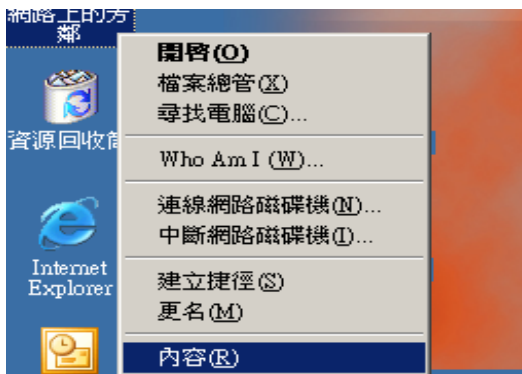 網路上的芳
鄰
開啓(O)
檔案總管(X)
尋找電腦(C)...
資源回收筒
Who Am I (W)...
連線網路磁碟機(N)...
中斷網路磁碟機(I)...
Internet
Explorer
建立捷徑(S)
更名(M)
內容(R)